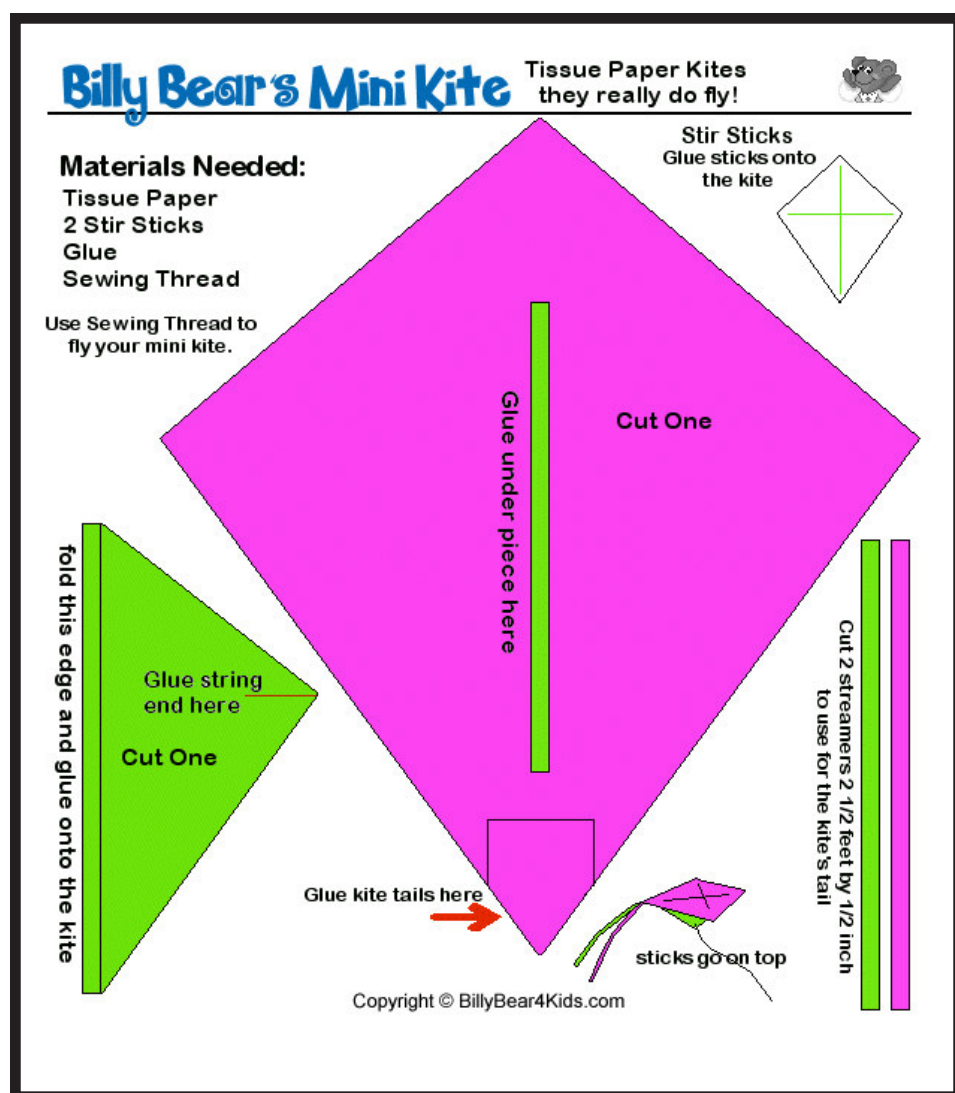 Billy Bear's Mini Kite
Tissue Paper Kites
they really do fly!
Materials Needed:
Tissue Paper
2 Stir Sticks
Glue
Sewing Thread
Use Sewing Thread to
fly your mini kite.
Stir Sticks
Glue sticks onto
the kite
Glue under piece here
Cut One
fold this edge and glue onto the kite
Glue string
end here
Cut One
Cut 2 streamers 2 1/2 feet by 1/2 inch
to use for the kite's tail
Glue kite tails here
sticks go on top
Copyright © BillyBear4Kids.com